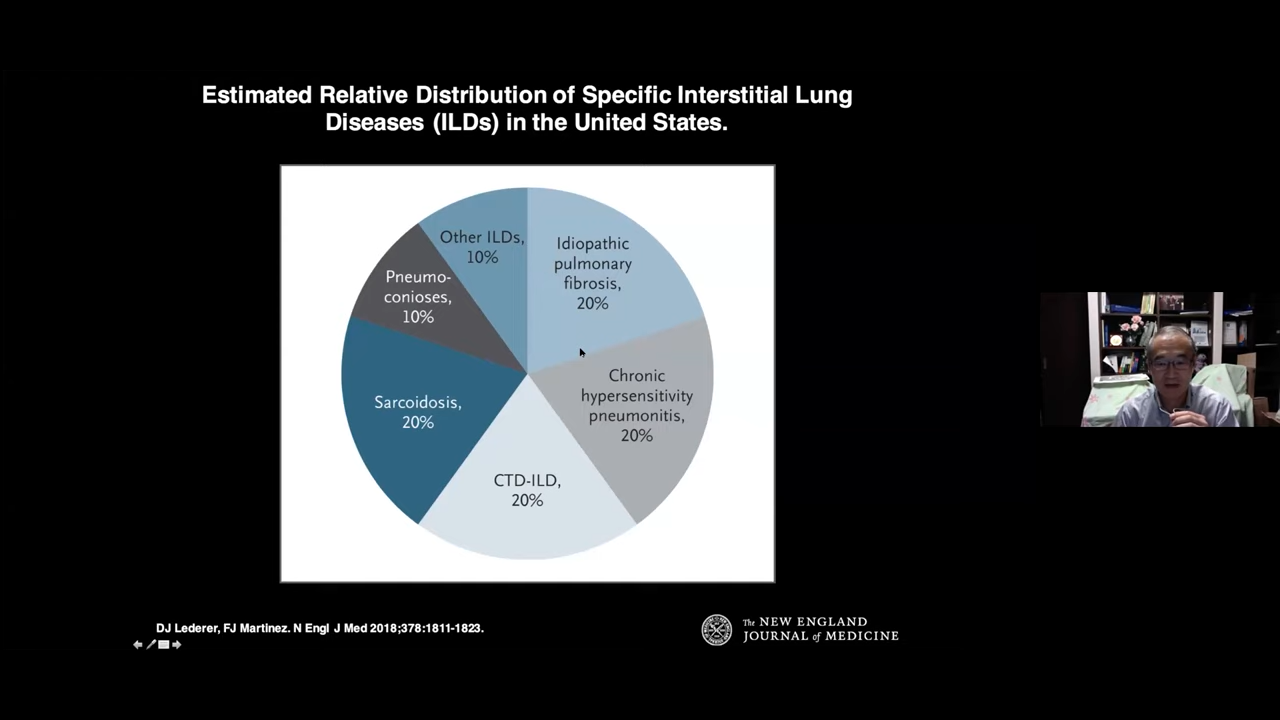 Estimated Relative Distribution of Specific Interstitial Lung
Diseases (ILDs) in the United States.
Other ILDs,
10%
Idiopathic
pulmonary
fibrosis,
20%
Pneumo-
conioses,
10%
Chronic
hypersensitivity
pneumonitis,
20%
Sarcoidosis,
20%
CTD-ILD,
20%
DJ Lederer, FJ Martinez. N Engl J Med 2018;378:1811-1823.
The NEW ENGLAND
JOURNAL of MEDICINE